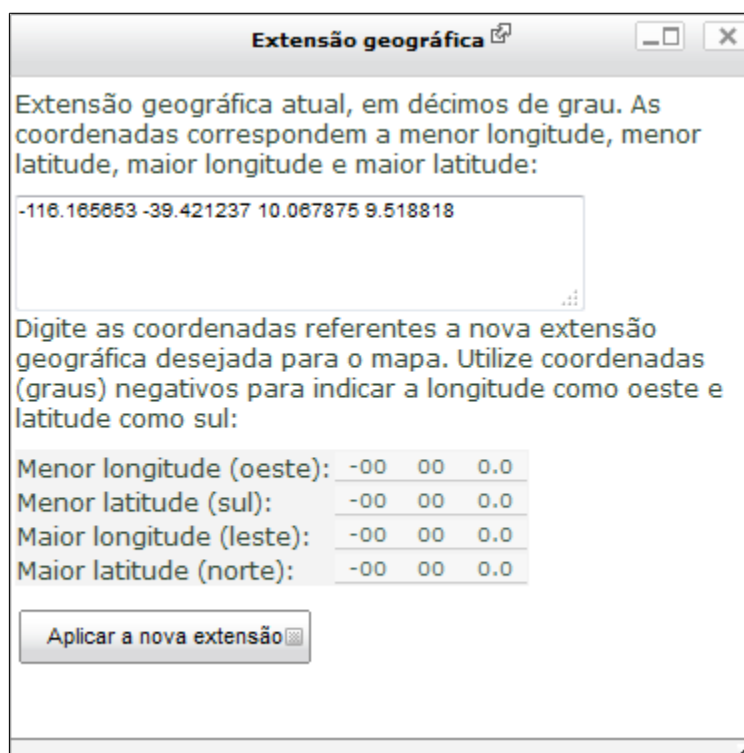 Extensão geográfica
Extensão geográfica atual, em décimos de grau. As
coordenadas correspondem a menor longitude, menor
latitude, maior longitude e maior latitude:
-116.165653 -39.421237 10.067875 9.518818
Digite as coordenadas referentes a nova extensão
geográfica desejada para o mapa. Utilize coordenadas
(graus) negativos para indicar a longitude como oeste e
latitude como sul:
Menor longitude (oeste): -00 00 0.0
Menor latitude (sul): -00 00 0.0
Maior longitude (leste): -00 00 0.0
Maior latitude (norte): -00 00 0.0
Aplicar a nova extensão